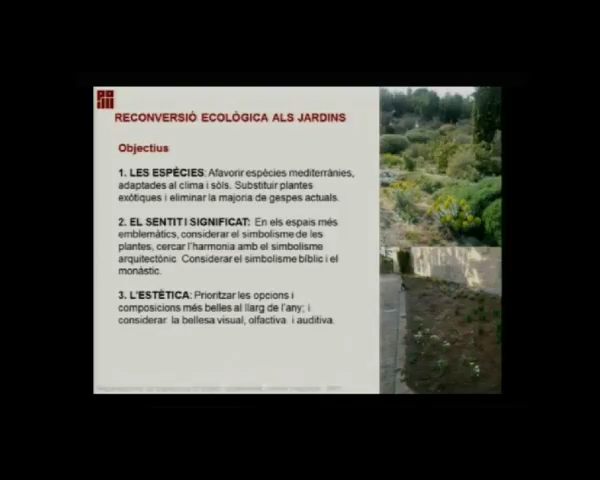 RECONVERSIÓ ECOLÒGICA ALS JARDINS
Objectius
1. LES ESPÈCIES: Afavorir espècies mediterrànies,
adaptades al clima i sòls. Substituir plantes
exòtiques i eliminar la majoria de gespes actuals.
2. EL SENTIT I SIGNIFICAT: En els espais més
emblemàtics, considerar el simbolisme de les
plantes, cercar l'harmonia amb el simbolisme
arquitectònic Considerar el simbolisme bíblic i el
monàstic.
3. L'ESTÈTICA: Prioritzar les opcions i
composicions més belles al llarg de l'any; i
considerar la bellesa visual, olfactiva i auditiva.